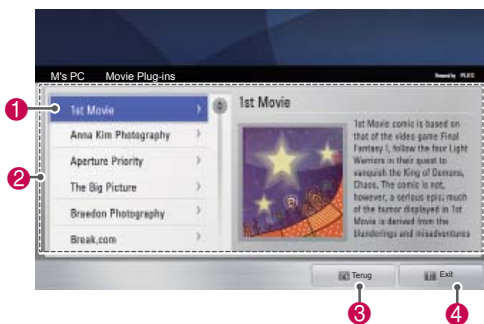 M's PC Movie Plug-ins
Powered by PLEX
1
1st Movie
Anna Kim Photography
Aperture Priority
2
The Big Picture
Braedon Photography
Break.com
1st Movie
1st Movie comic is based on
that of the video game Final
Fantasy I, follow the four Light
Warriors in their quest to
vanquish the King of Demons,
Chaos. The comic is not,
however, a serious epic; much
of the humor displayed in 1st
Movie is derived from the
blunderings and misadventures
Terug
Exit
3
4